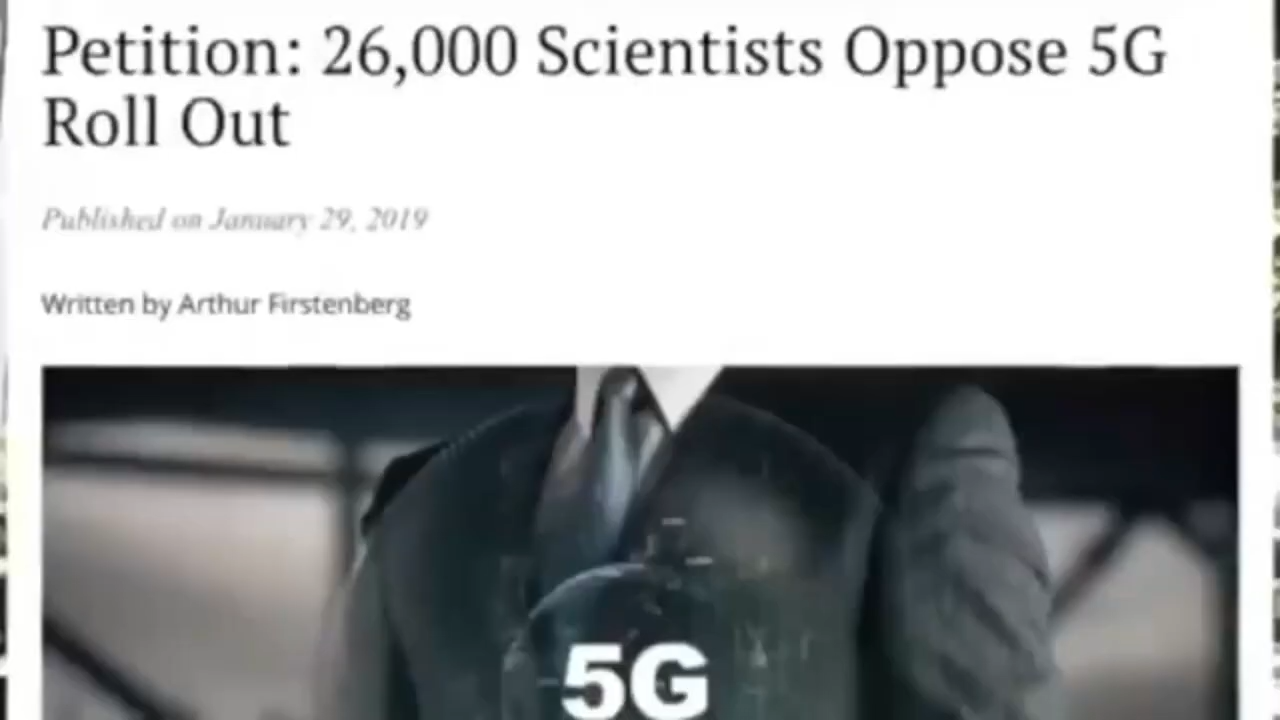 Petition: 26,000 Scientists Oppose 5G
Roll Out
Published on January 29, 2019
Written by Arthur Firstenberg
5G